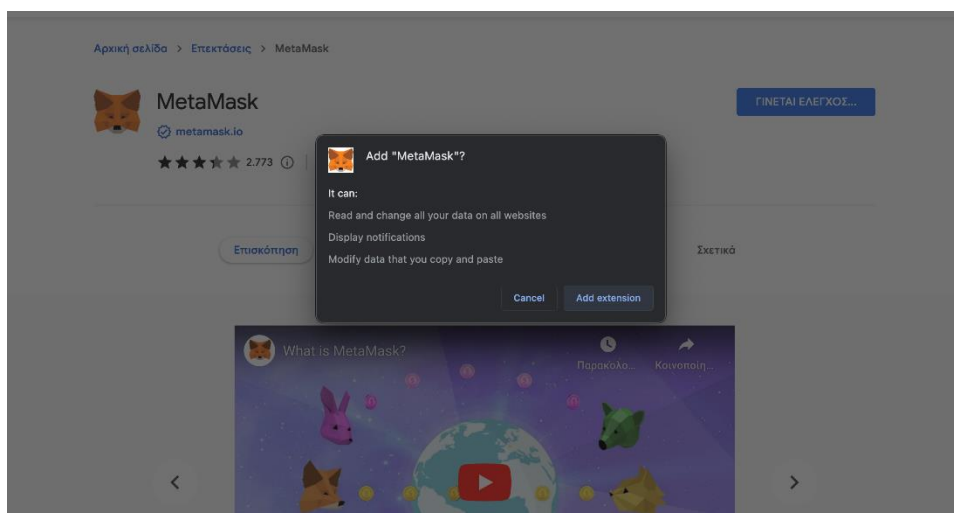 Αρχική σελίδα > Επεκτάσεις > MetaMask
MetaMask
ΓΙΝΕΤΑΙ ΕΛΕΓΧΟΣ...
metamask.io
2.773
Add "MetaMask"?
It can:
Read and change all your data on all websites
Display notifications
Modify data that you copy and paste
Cancel
Add extension
Επισκόπηση
Σχετικά
What is MetaMask?
Παρακολο...
Κοινοποίη...